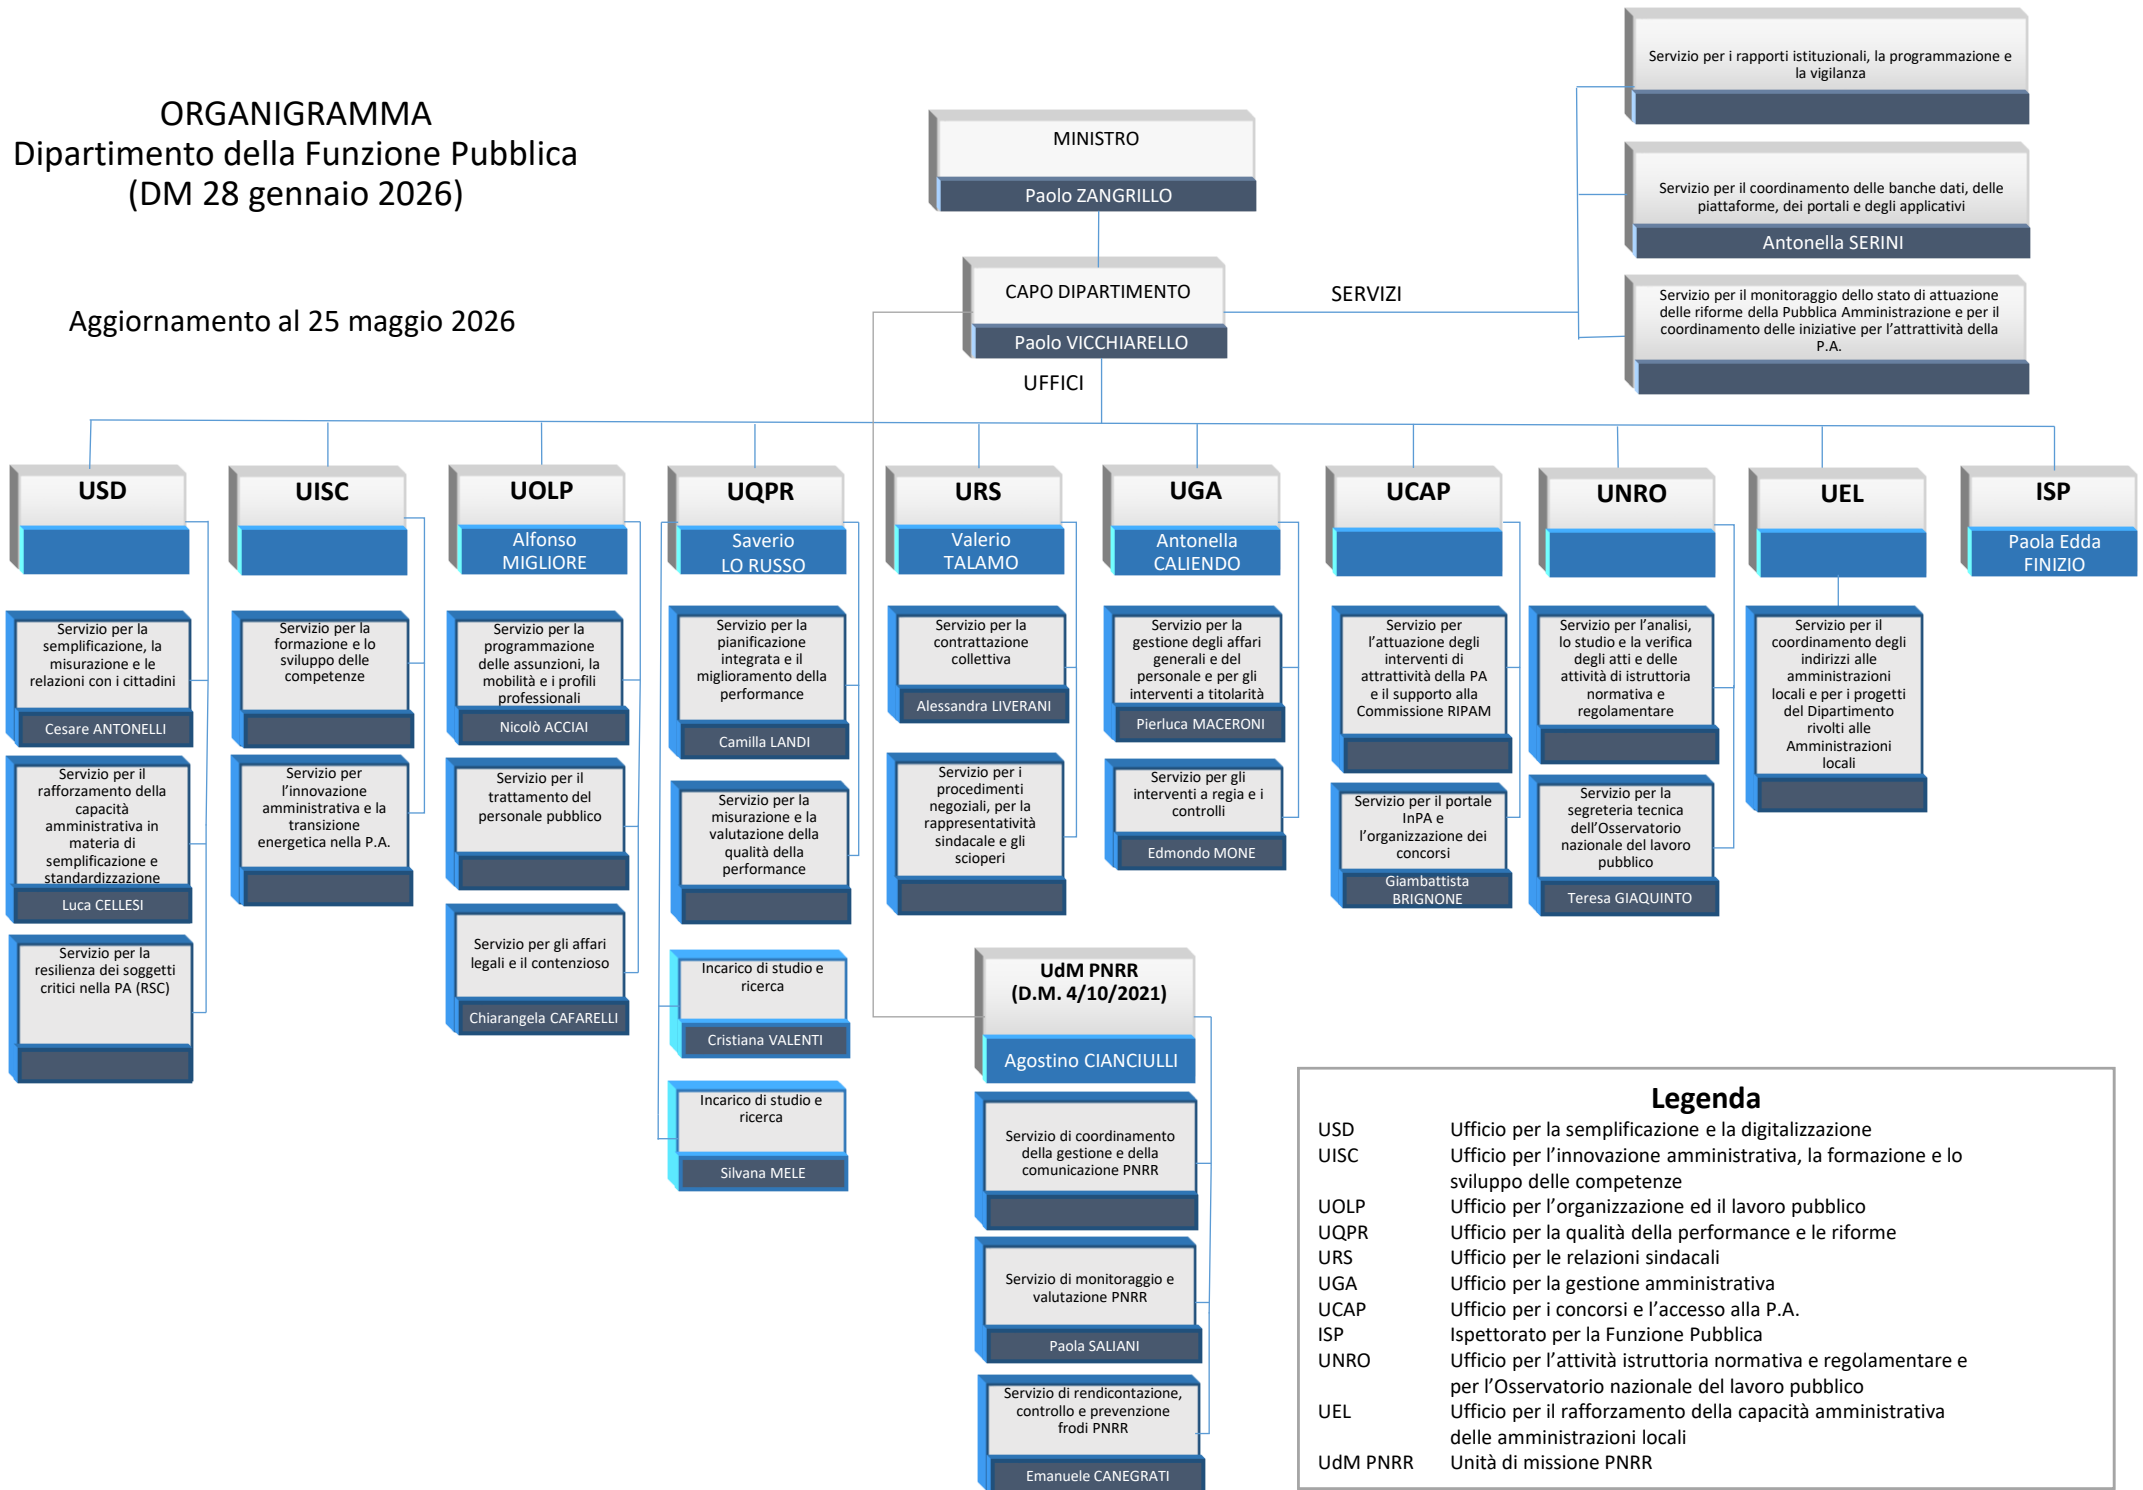 ORGANIGRAMMA
Dipartimento della Funzione Pubblica
(DM 28 gennaio 2026)
Aggiornamento al 25 maggio 2026
MINISTRO
Paolo ZANGRILLO
CAPO DIPARTIMENTO
Paolo VICCHIARELLO
SERVIZI
UFFICI
Servizio per i rapporti istituzionali, la programmazione e
la vigilanza
Servizio per il coordinamento delle banche dati, delle
piattaforme, dei portali e degli applicativi
Antonella SERINI
Servizio per il monitoraggio dello stato di attuazione
delle riforme della Pubblica Amministrazione e per il
coordinamento delle iniziative per l’attrattività della
P.A.
USD
Servizio per la
semplificazione, la
misurazione e le
relazioni con i cittadini
Cesare ANTONELLI
Servizio per il
rafforzamento della
capacità
amministrativa in
materia di
semplificazione e
standardizzazione
Luca CELLESI
Servizio per la
resilienza dei soggetti
critici nella PA (RSC)
UISC
Servizio per la
formazione e lo
sviluppo delle
competenze
Servizio per
l’innovazione
amministrativa e la
transizione
energetica nella P.A.
UOLP
Alfonso
MIGLIORE
Servizio per la
programmazione
delle assunzioni, la
mobilità e i profili
professionali
Nicolò ACCIAI
Servizio per il
trattamento del
personale pubblico
Servizio per gli affari
legali e il contenzioso
Chiarangela CAFARELLI
UQPR
Saverio
LO RUSSO
Servizio per la
pianificazione
integrata e il
miglioramento della
performance
Camilla LANDI
Servizio per la
misurazione e la
valutazione della
qualità della
performance
Incarico di studio e
ricerca
Cristiana VALENTI
Incarico di studio e
ricerca
Silvana MELE
URS
Valerio
TALAMO
Servizio per la
contrattazione
collettiva
Alessandra LIVERANI
Servizio per i
procedimenti
negoziali, per la
rappresentatività
sindacale e gli
scioperi
UGA
Antonella
CALIENDO
Servizio per la
gestione degli affari
generali e del
personale e per gli
interventi a titolarità
Pierluca MACERONI
Servizio per gli
interventi a regia e i
controlli
Edmondo MONE
UCAP
Servizio per
l’attuazione degli
interventi di
attrattività della PA
e il supporto alla
Commissione RIPAM
Servizio per il portale
InPA e
l’organizzazione dei
concorsi
Giambattista
BRIGNONE
UNRO
Servizio per l’analisi,
lo studio e la verifica
degli atti e delle
attività di istruttoria
normativa e
regolamentare
Servizio per la
segreteria tecnica
dell’Osservatorio
nazionale del lavoro
pubblico
Teresa GIAQUINTO
UEL
Servizio per il
coordinamento degli
indirizzi alle
amministrazioni
locali e per i progetti
del Dipartimento
rivolti alle
Amministrazioni
locali
ISP
Paola Edda
FINIZIO
UdM PNRR
(D.M. 4/10/2021)
Agostino CIANCIULLI
Servizio di coordinamento
della gestione e della
comunicazione PNRR
Servizio di monitoraggio e
valutazione PNRR
Paola SALIANI
Servizio di rendicontazione,
controllo e prevenzione
frodi PNRR
Emanuele CANEGRATI
Legenda
USD Ufficio per la semplificazione e la digitalizzazione
UISC Ufficio per l’innovazione amministrativa, la formazione e lo
sviluppo delle competenze
UOLP Ufficio per l’organizzazione ed il lavoro pubblico
UQPR Ufficio per la qualità della performance e le riforme
URS Ufficio per le relazioni sindacali
UGA Ufficio per la gestione amministrativa
UCAP Ufficio per i concorsi e l’accesso alla P.A.
ISP Ispettorato per la Funzione Pubblica
UNRO Ufficio per l’attività istruttoria normativa e regolamentare e
per l’Osservatorio nazionale del lavoro pubblico
UEL Ufficio per il rafforzamento della capacità amministrativa
delle amministrazioni locali
UdM PNRR Unità di missione PNRR